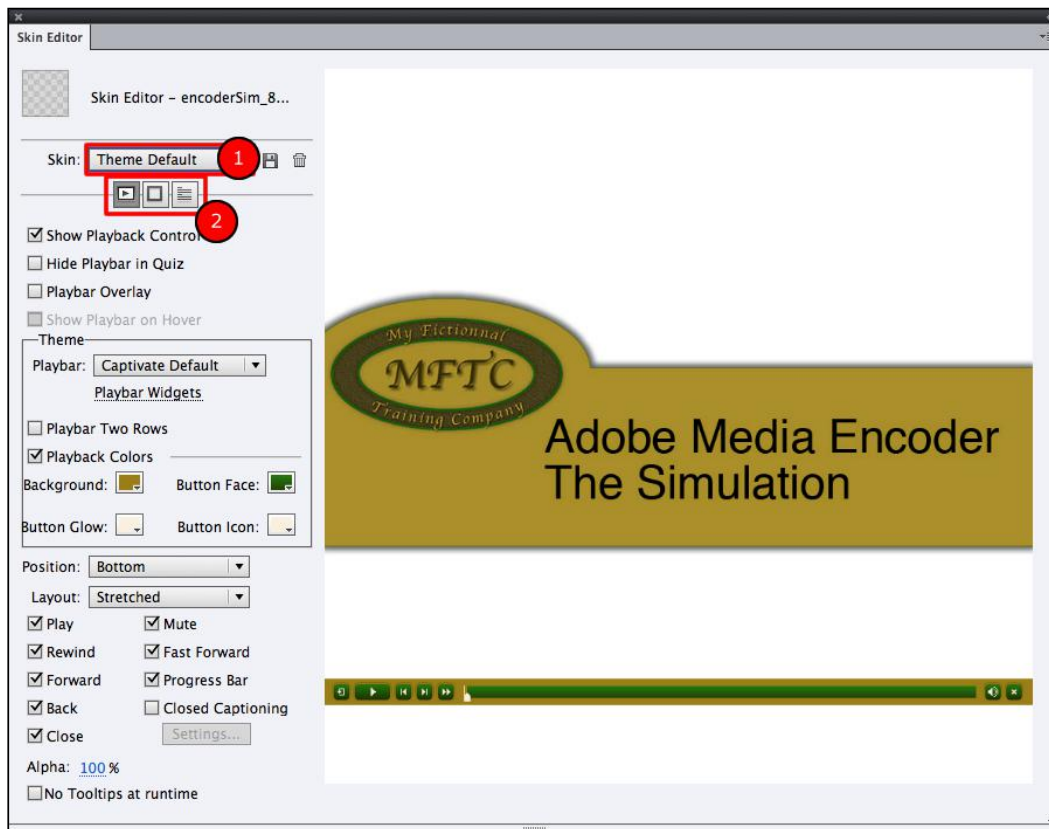 Skin Editor
Skin Editor - encoderSim_8...
Skin: Theme Default 1
2
Show Playback Control
Hide Playbar in Quiz
Playbar Overlay
Show Playbar on Hover
Theme
Playbar: Captivate Default
Playbar Widgets
Playbar Two Rows
Playback Colors
Background: Button Face:
Button Glow: Button Icon:
Position: Bottom
Layout: Stretched
Play Mute
Rewind Fast Forward
Forward Progress Bar
Back Closed Captioning
Close Settings...
Alpha: 100 %
No Tooltips at runtime
My Fictionnal
MFTC
Training Company
Adobe Media Encoder
The Simulation